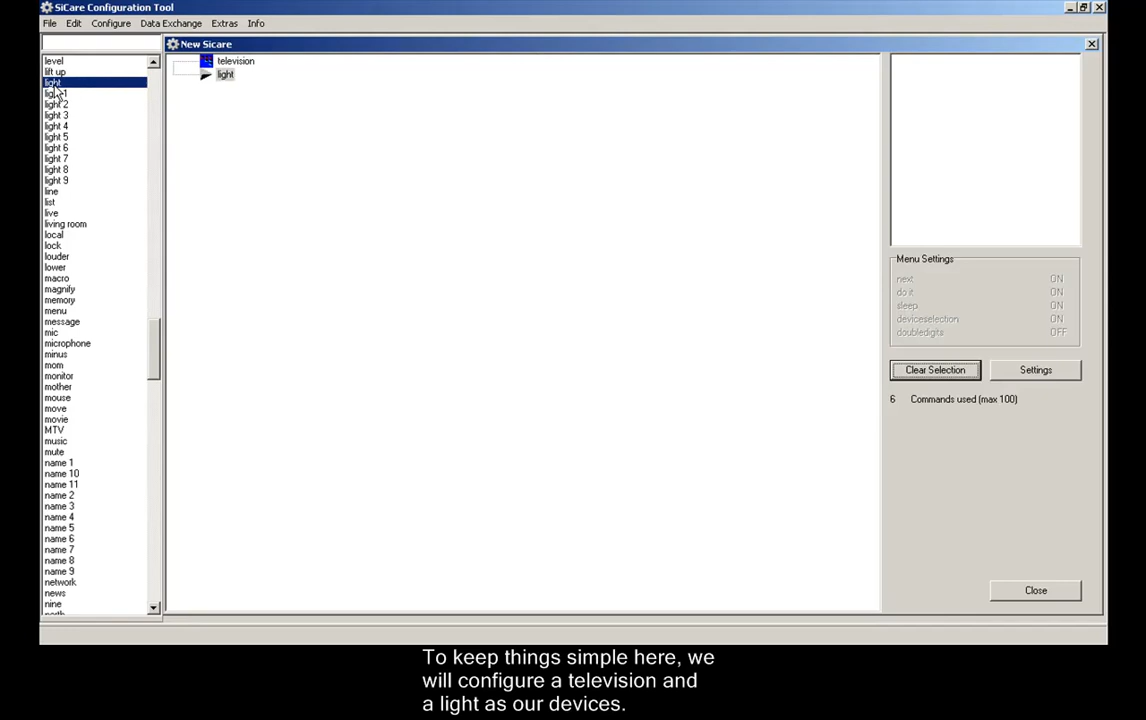 SiCare Configuration Tool
File Edit Configure Data Exchange Extras Info
New Sicare
level
lift up
light
light 1
light 2
light 3
light 4
light 5
light 6
light 7
light 8
light 9
line
list
live
living room
local
lock
louder
lower
macro
magnify
memory
menu
message
mic
microphone
minus
mom
monitor
mother
mouse
move
movie
MTV
music
mute
name 1
name 10
name 11
name 2
name 3
name 4
name 5
name 6
name 7
name 8
name 9
network
news
nine
north
television
light
Menu Settings
next ON
do it ON
sleep ON
deviceselection ON
doubledigits OFF
Clear Selection Settings
6 Commands used (max 100)
Close
To keep things simple here, we
will configure a television and
a light as our devices.